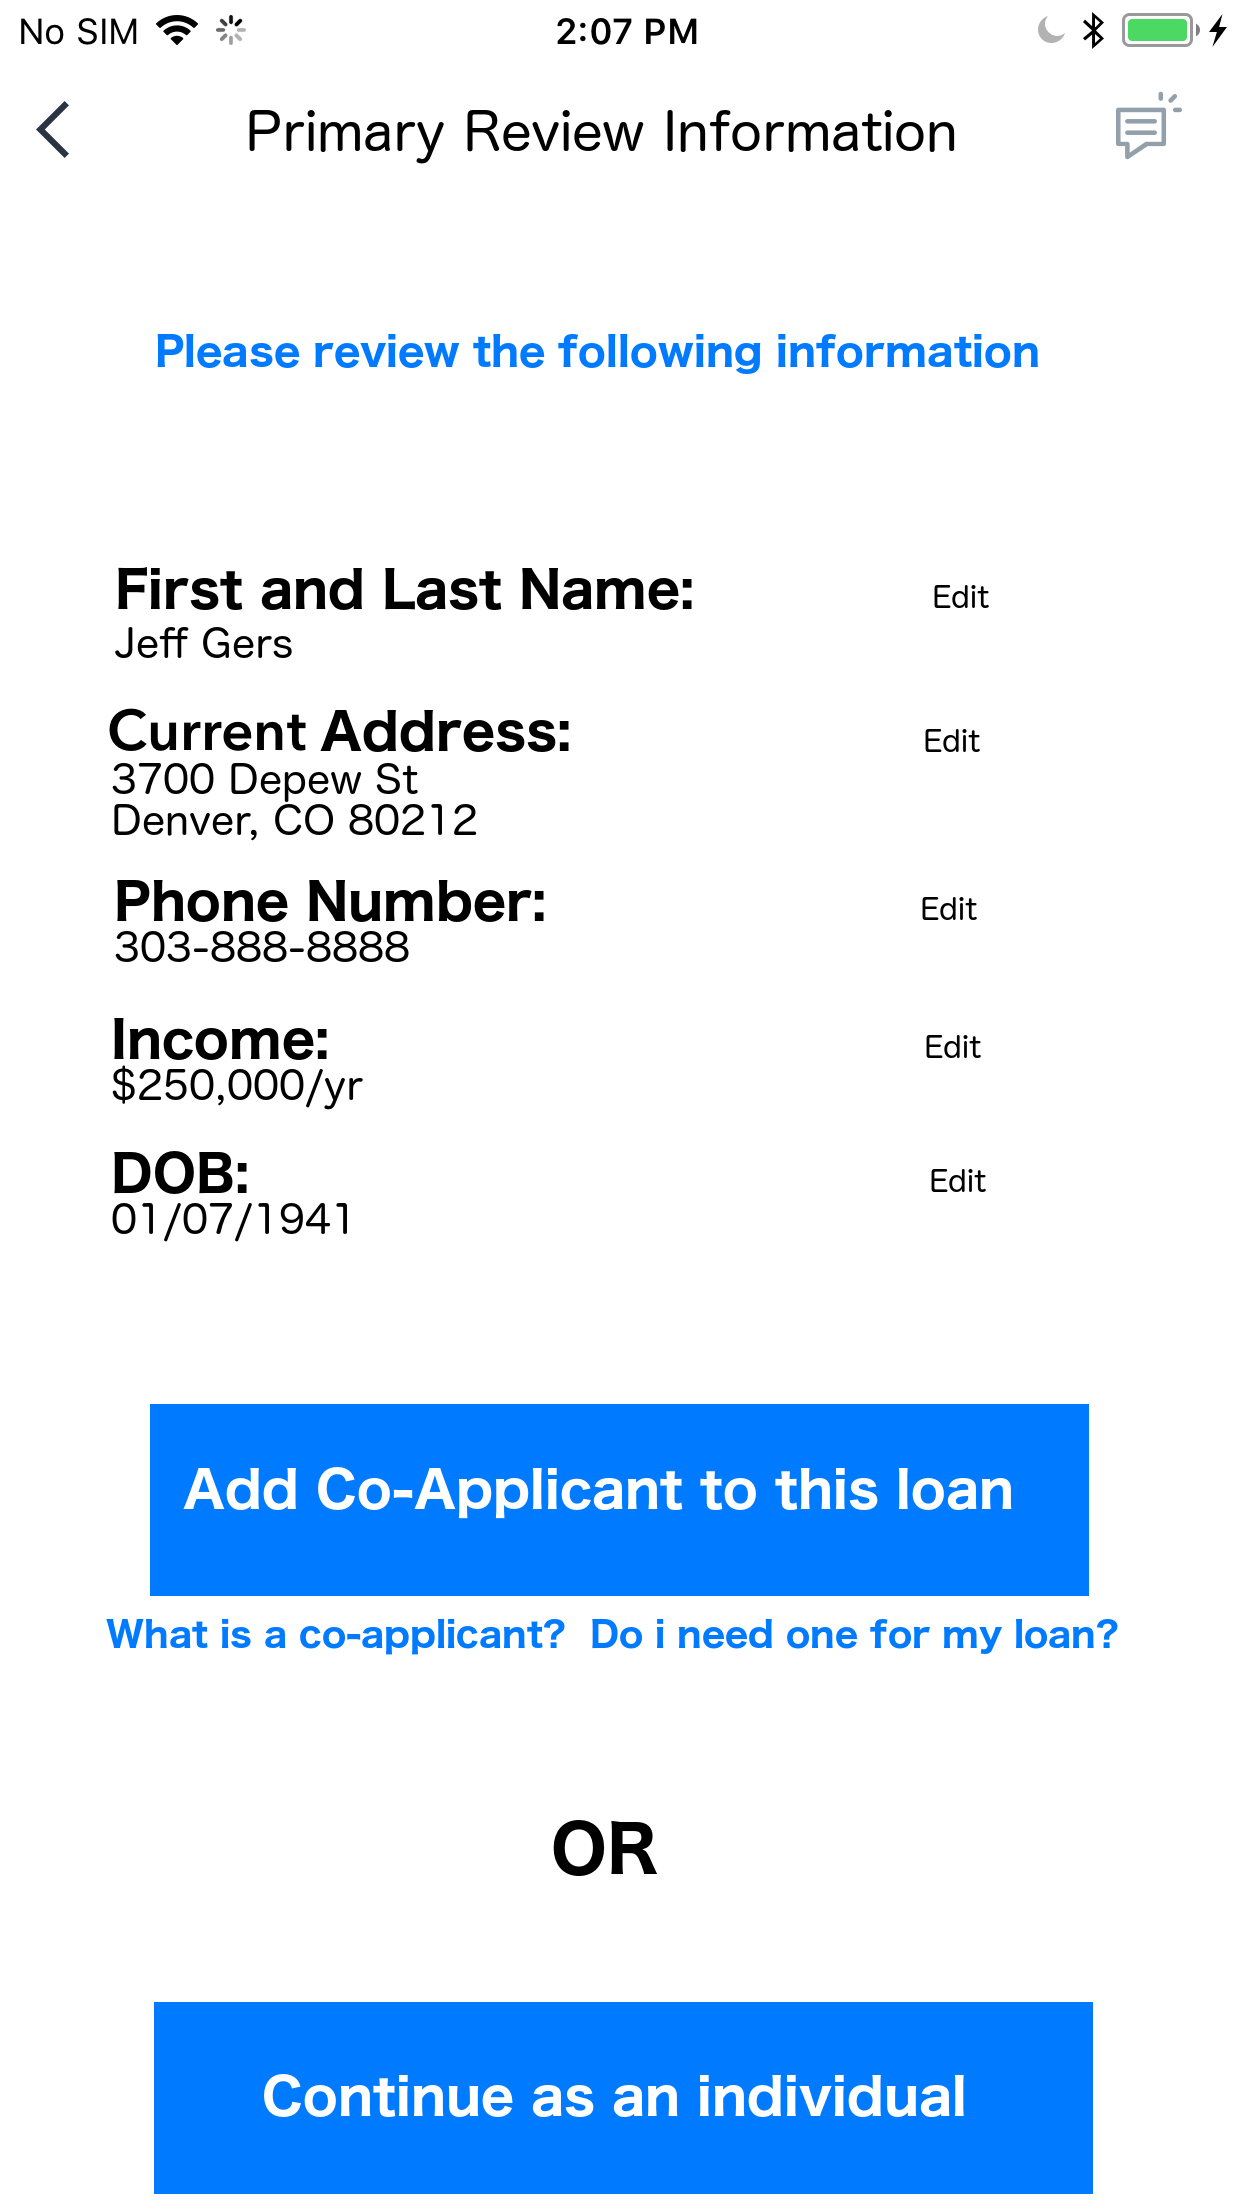 No SIM 2:07 PM
Primary Review Information
Please review the following information
First and Last Name: Edit
Jeff Gers
Current Address: Edit
3700 Depew St
Denver, CO 80212
Phone Number: Edit
303-888-8888
Income: Edit
$250,000/yr
DOB: Edit
01/07/1941
Add Co-Applicant to this loan
What is a co-applicant?  Do i need one for my loan?
OR
Continue as an individual